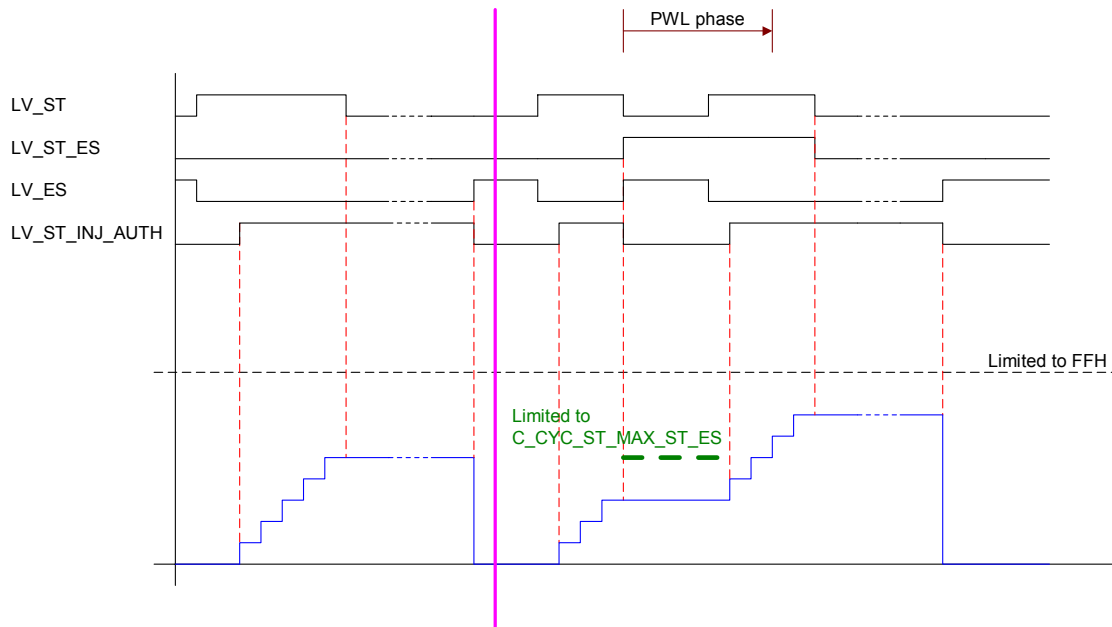 PWL phase
LV_ST
LV_ST_ES
LV_ES
LV_ST_INJ_AUTH
Limited to FFH
Limited to
C_CYC_ST_MAX_ST_ES